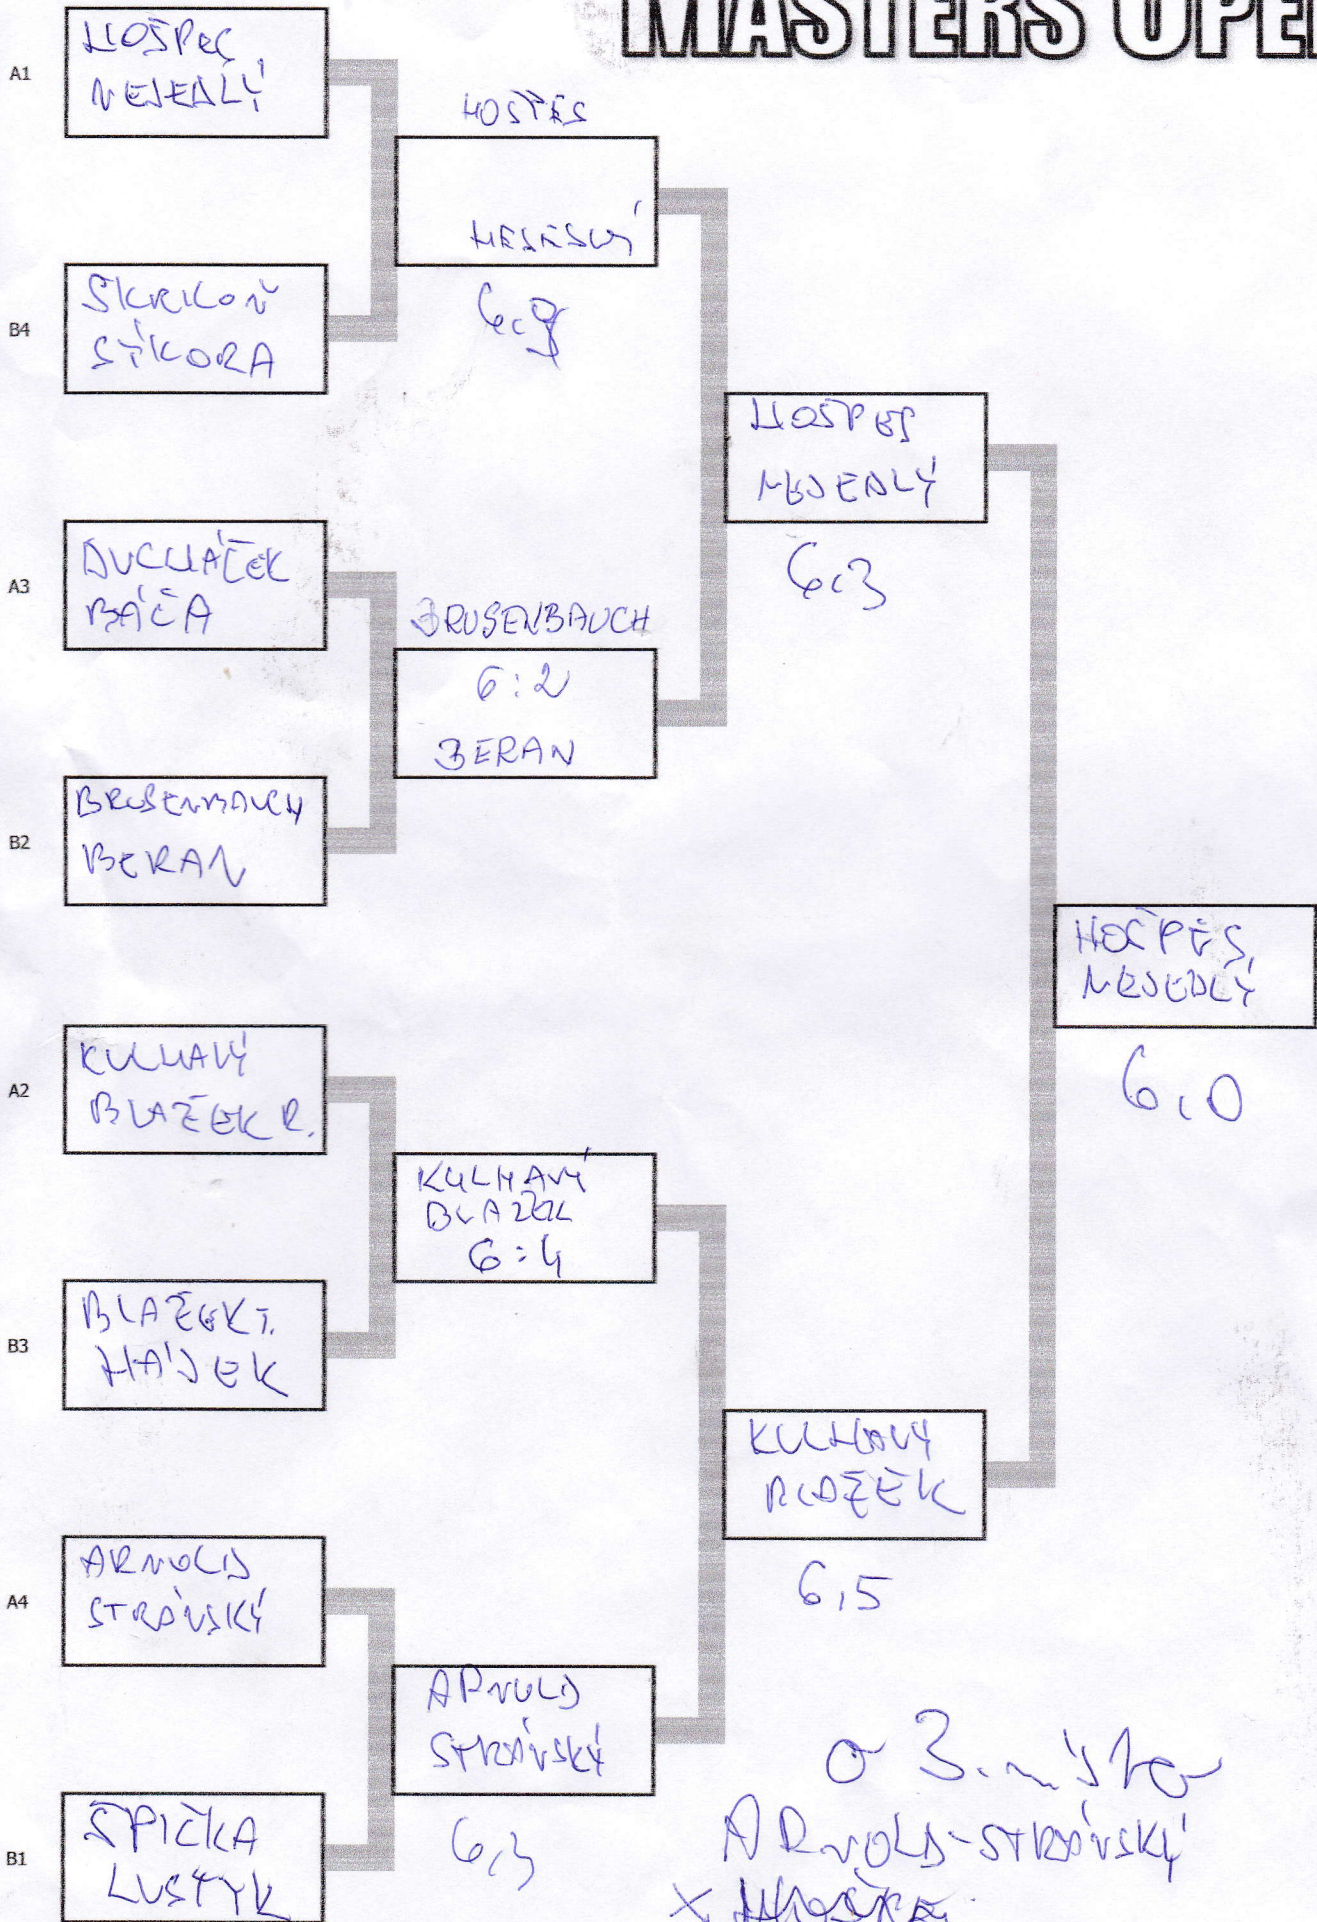 MASTERS OPE
A1
HOŠPES
NEJEDLÝ
HOŠPES
NEJEDLÝ
B4
ŠKRKOŇ
SÝKORA
HOŠPES
NEJEDLÝ
6,3
A3
DUCHÁČEK
BÁČA
BRUSENBAUCH
6:2
BERAN
B2
BRUSENBAUCH
BERAN
HOŠPES,
NEJEDLÝ
6,0
A2
KULHAVÝ
BLAŽEK R.
KULHAVÝ
BLAŽEK
6:4
B3
BLAŽEK T.
HÁJEK
KULHAVÝ
BLAŽEK
6,5
A4
ARNOLD
STRÁNSKÝ
ARNOLD
STRÁNSKÝ
6,3
B1
ŠPIČKA
LUSTYK
o 3. místo
ARNOLD-STRÁNSKÝ
X